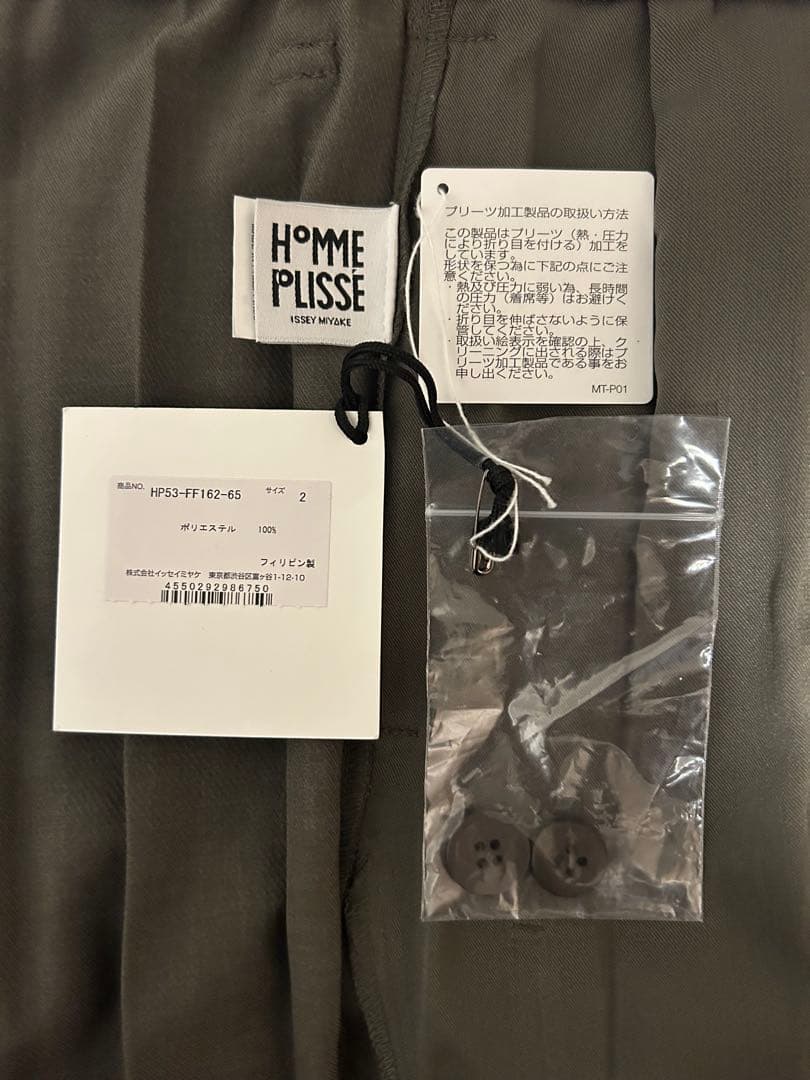 HOMME
PLISSÉ
ISSEY MIYAKE
プリーツ加工製品の取扱い方法
この製品はプリーツ（熱・圧力
により折り目を付ける）加工を
しています。
形状を保つ為に下記の点にご注
意ください。
・熱及び圧力に弱い為、長時間
の圧力（着席等）はお避けく
ださい。
・折り目を伸ばさないように保
管してください。
・取扱い絵表示を確認の上、ク
リーニングに出される際はプ
リーツ加工製品である事をお
申し出ください。
MT-P01
商品NO. HP53-FF162-65 サイズ 2
ポリエステル 100%
フィリピン製
株式会社イッセイミヤケ 東京都渋谷区富ヶ谷1-12-10
4550292986750